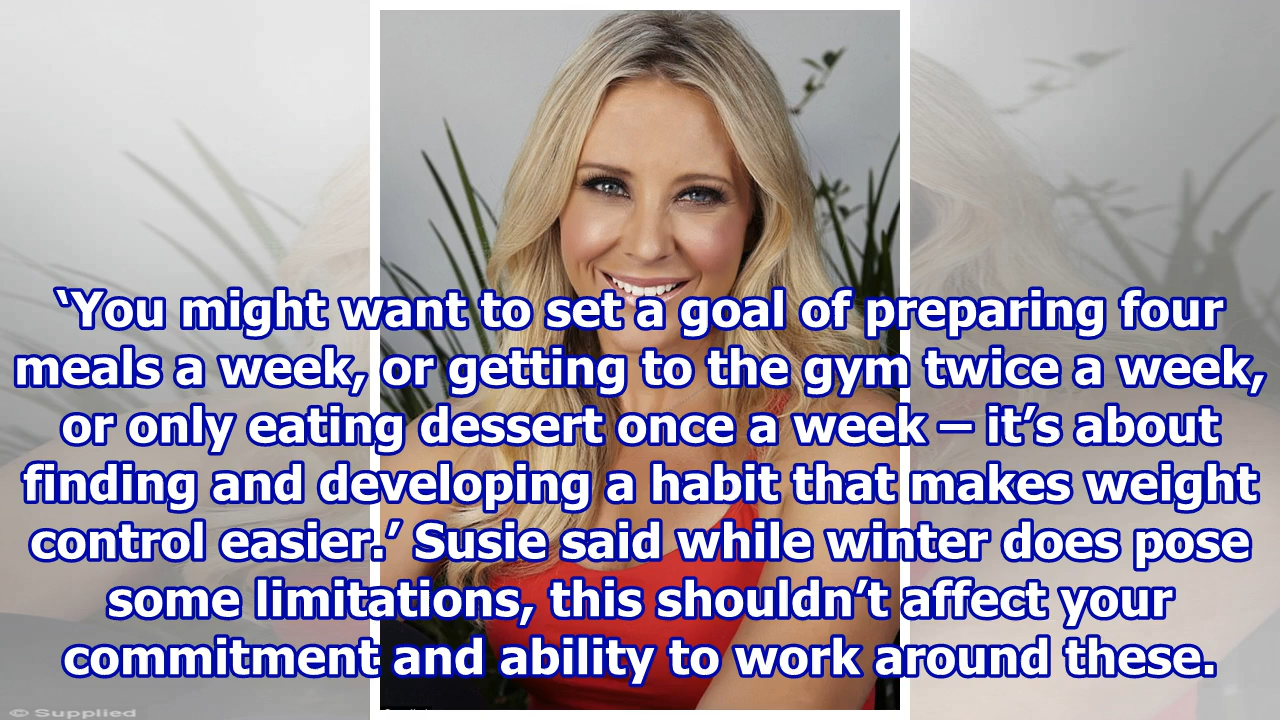 ‘You might want to set a goal of preparing four
meals a week, or getting to the gym twice a week,
or only eating dessert once a week – it’s about
finding and developing a habit that makes weight
control easier.’ Susie said while winter does pose
some limitations, this shouldn’t affect your
commitment and ability to work around these.
© Supplied